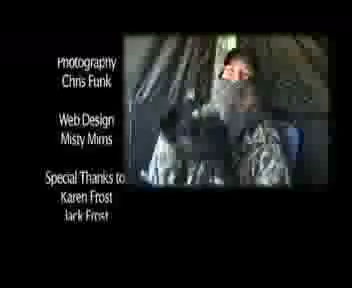 Photography
Chris Funk
Web Design
Misty Mims
Special Thanks to
Karen Frost
Jack Frost